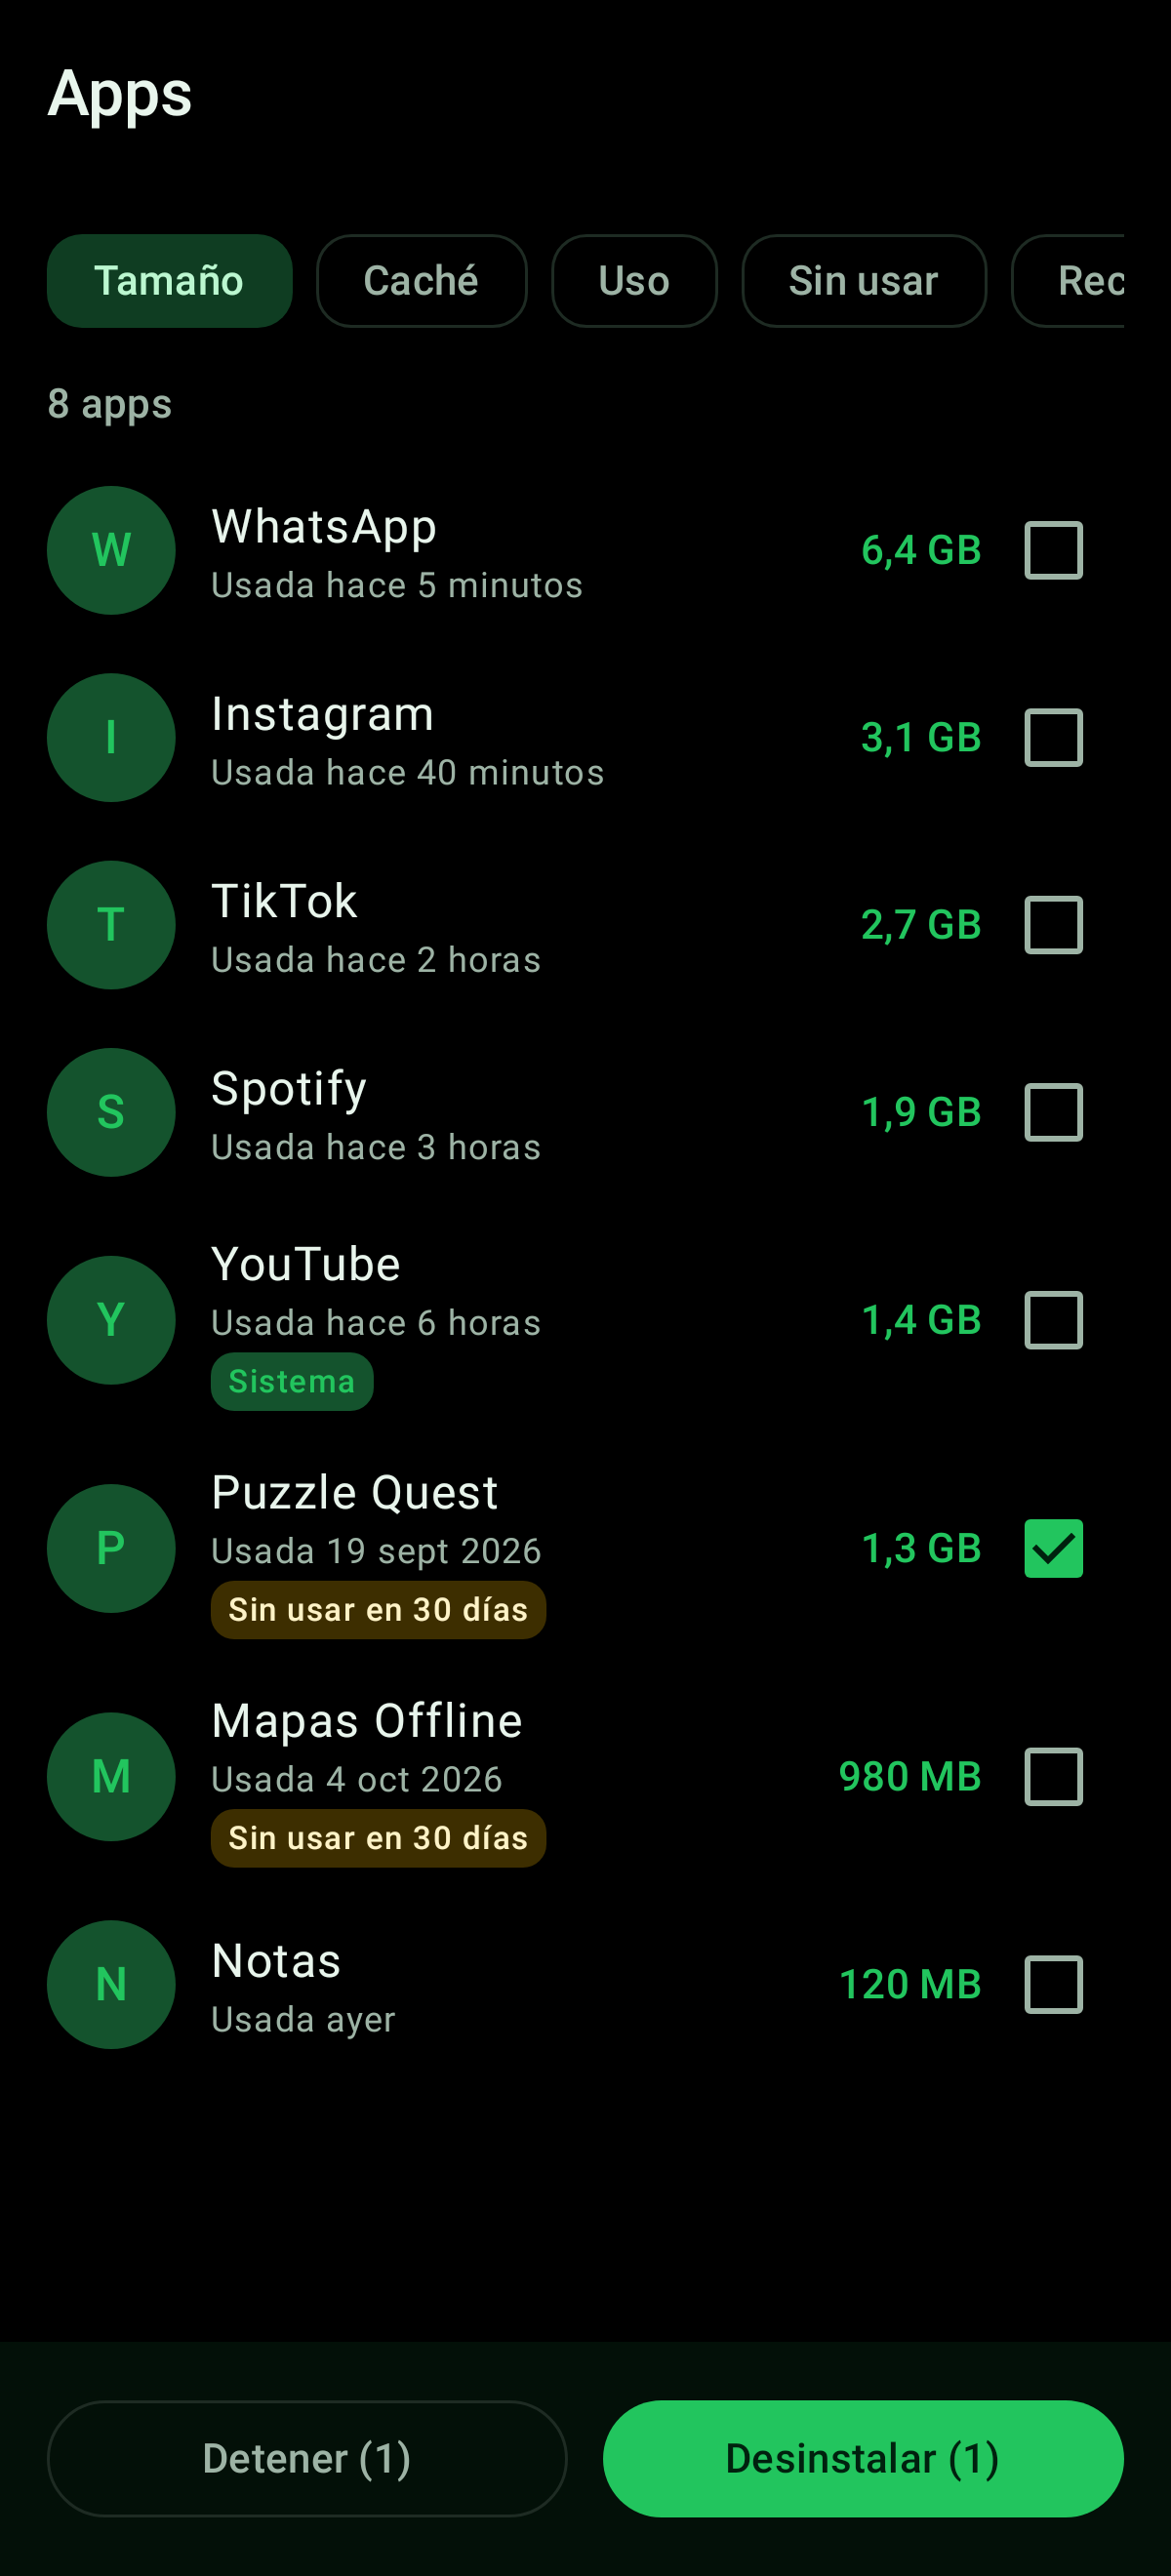 Apps
Tamaño Caché Uso Sin usar Rec
8 apps
W
WhatsApp
Usada hace 5 minutos
6,4 GB
I
Instagram
Usada hace 40 minutos
3,1 GB
T
TikTok
Usada hace 2 horas
2,7 GB
S
Spotify
Usada hace 3 horas
1,9 GB
Y
YouTube
Usada hace 6 horas
Sistema
1,4 GB
P
Puzzle Quest
Usada 19 sept 2026
Sin usar en 30 días
1,3 GB
M
Mapas Offline
Usada 4 oct 2026
Sin usar en 30 días
980 MB
N
Notas
Usada ayer
120 MB
Detener (1) Desinstalar (1)